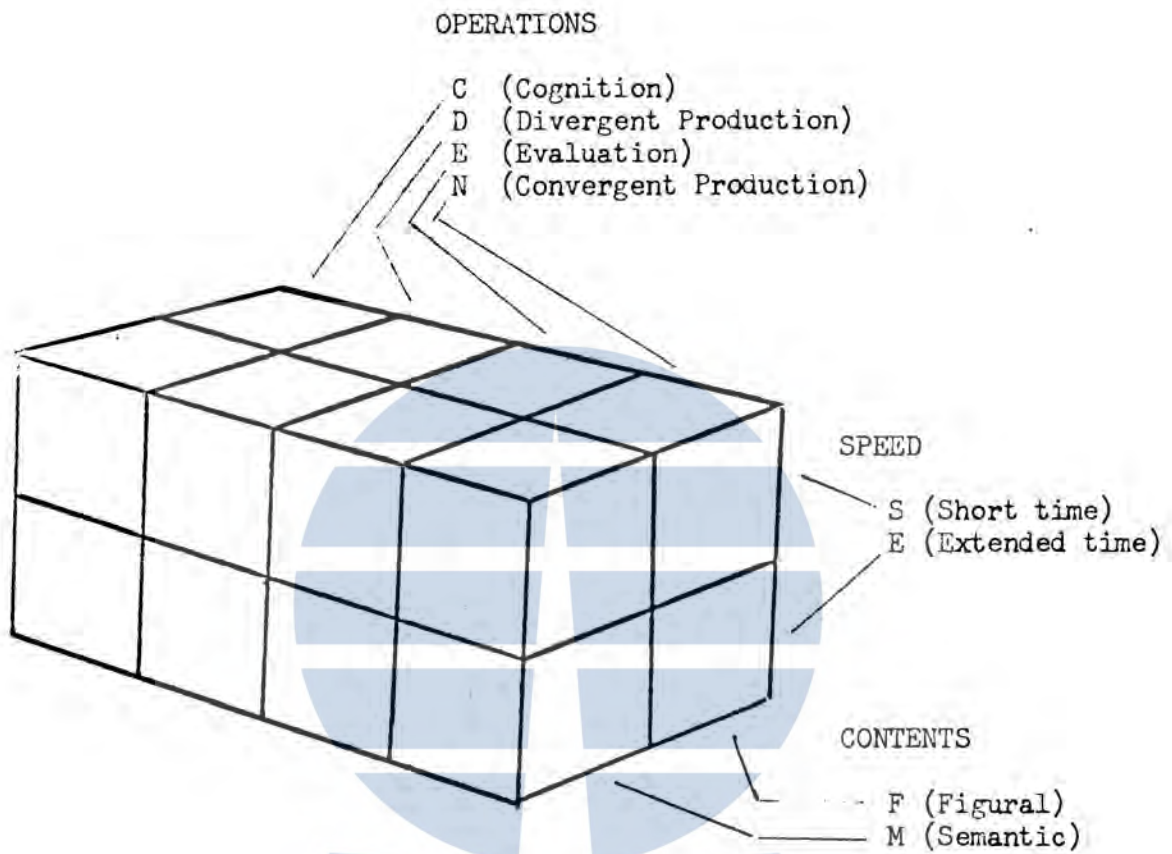 OPERATIONS
C (Cognition)
D (Divergent Production)
E (Evaluation)
N (Convergent Production)
SPEED
S (Short time)
E (Extended time)
CONTENTS
F (Figural)
M (Semantic)